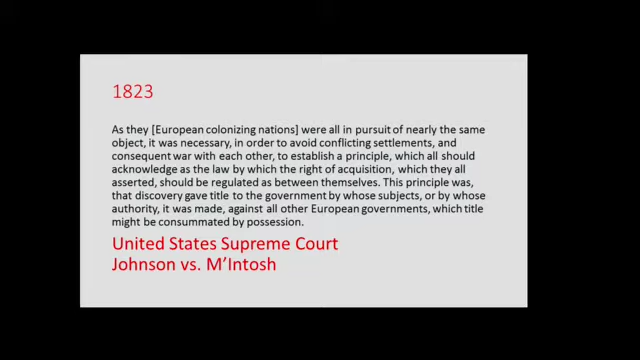 1823
As they [European colonizing nations] were all in pursuit of nearly the same
object, it was necessary, in order to avoid conflicting settlements, and
consequent war with each other, to establish a principle, which all should
acknowledge as the law by which the right of acquisition, which they all
asserted, should be regulated as between themselves. This principle was,
that discovery gave title to the government by whose subjects, or by whose
authority, it was made, against all other European governments, which title
might be consummated by possession.
United States Supreme Court
Johnson vs. M’Intosh